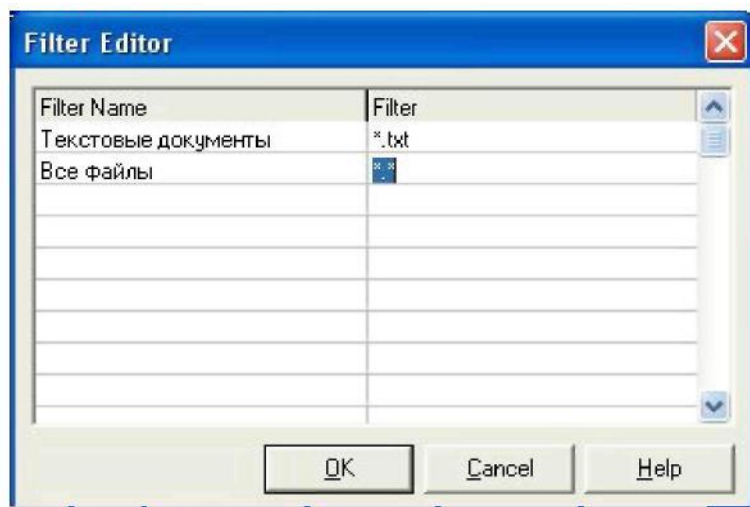 Filter Editor
Filter Name Filter
Текстовые документы *.txt
Все файлы *.*
OK Cancel Help